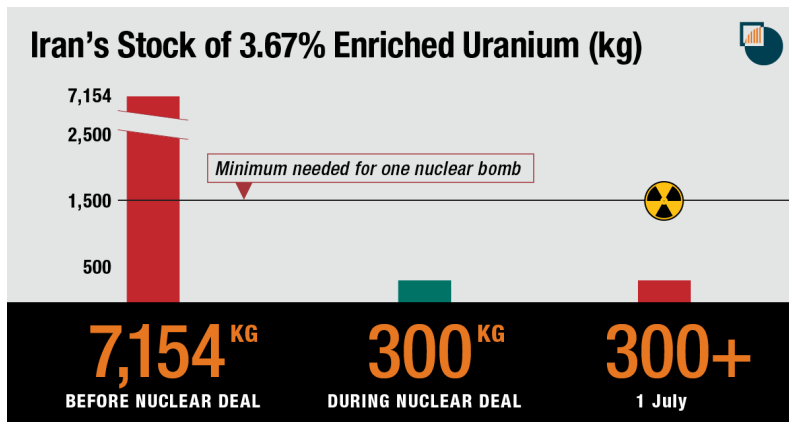 Iran's Stock of 3.67% Enriched Uranium (kg)
7,154
2,500
Minimum needed for one nuclear bomb
1,500
500
7,154 KG
300 KG
300+
BEFORE NUCLEAR DEAL
DURING NUCLEAR DEAL
1 July